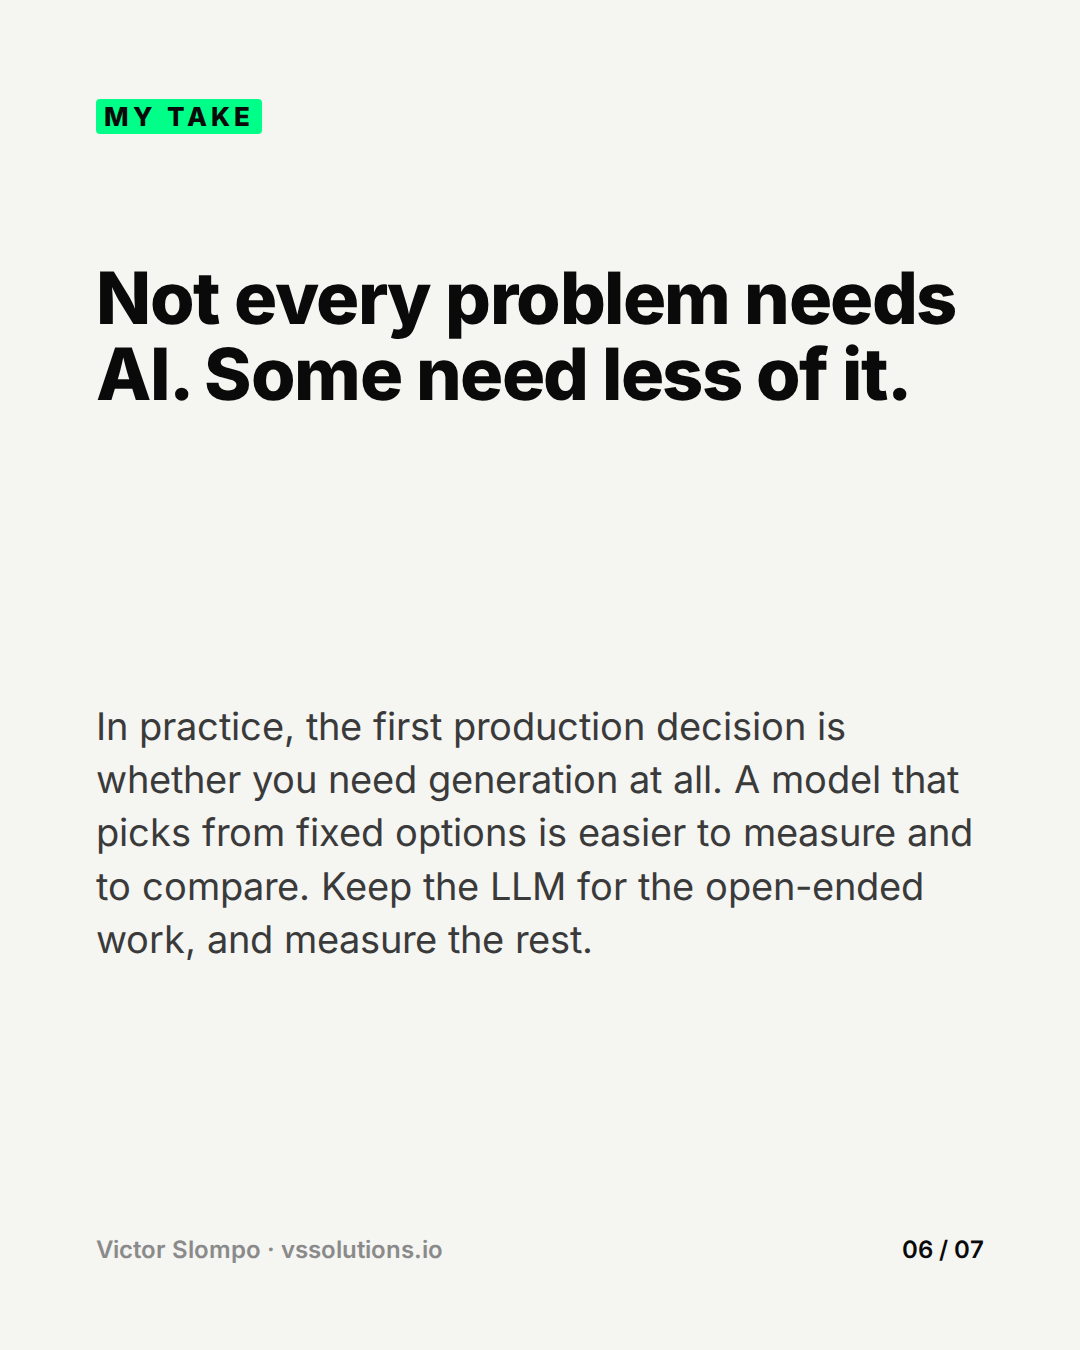 MY TAKE
Not every problem needs
AI. Some need less of it.
In practice, the first production decision is
whether you need generation at all. A model that
picks from fixed options is easier to measure and
to compare. Keep the LLM for the open-ended
work, and measure the rest.
Victor Slompo · vssolutions.io
06 / 07